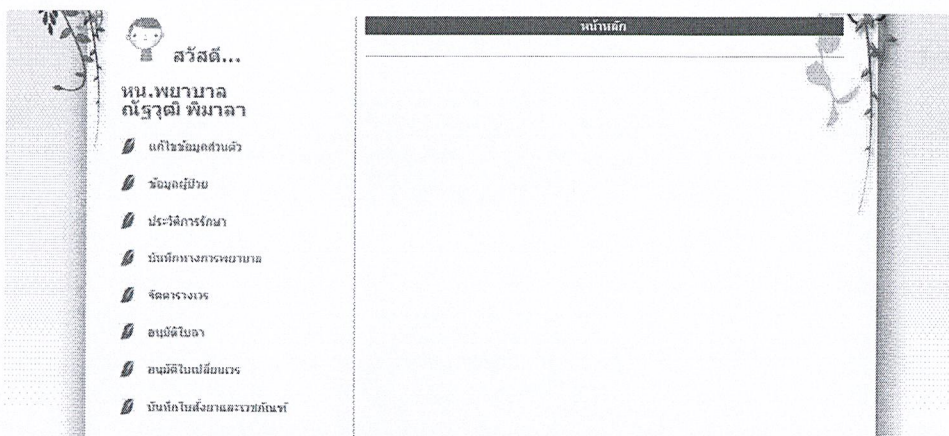 สวัสดี...
หน.พยาบาล
ณัฐวุฒิ พิมาลา
แก้ไขข้อมูลส่วนตัว
ข้อมูลผู้ป่วย
ประวัติการรักษา
บันทึกทางการพยาบาล
จัดตารางเวร
อนุมัติใบลา
อนุมัติใบเปลี่ยนเวร
บันทึกใบสั่งยาและเวชภัณฑ์
หน้าหลัก